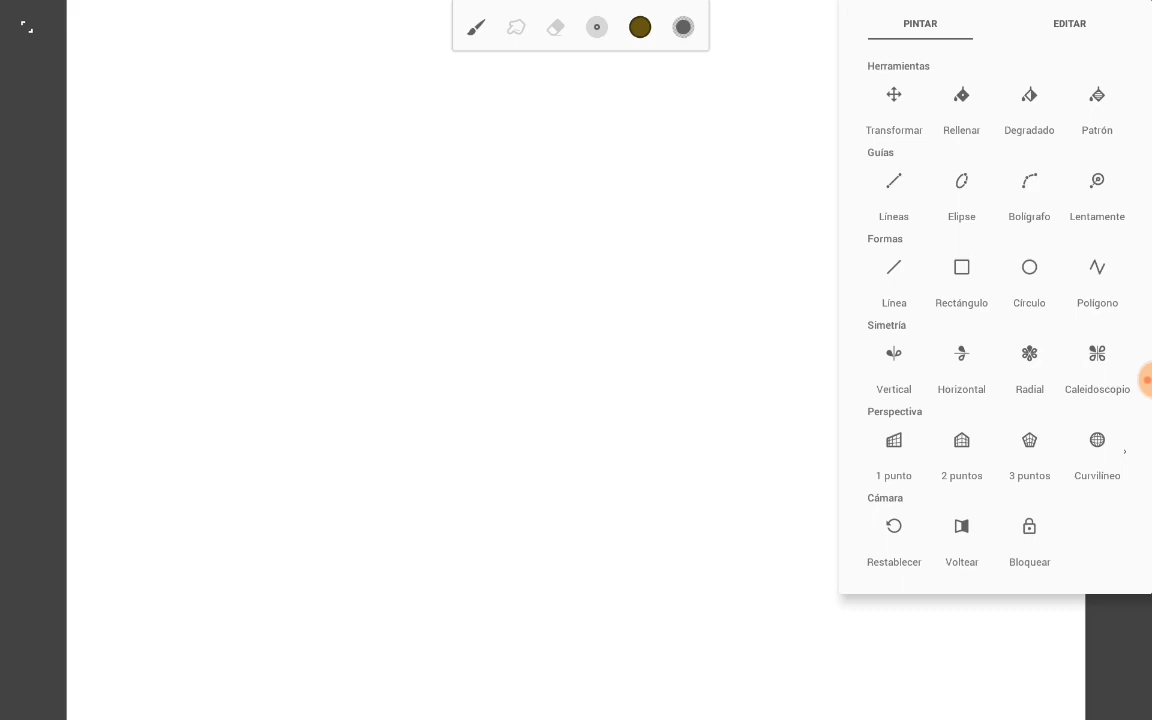 PINTAR EDITAR
Herramientas
Transformar Rellenar Degradado Patrón
Guías
Líneas Elipse Bolígrafo Lentamente
Formas
Línea Rectángulo Círculo Polígono
Simetría
Vertical Horizontal Radial Caleidoscopio
Perspectiva
1 punto 2 puntos 3 puntos Curvilíneo
Cámara
Restablecer Voltear Bloquear